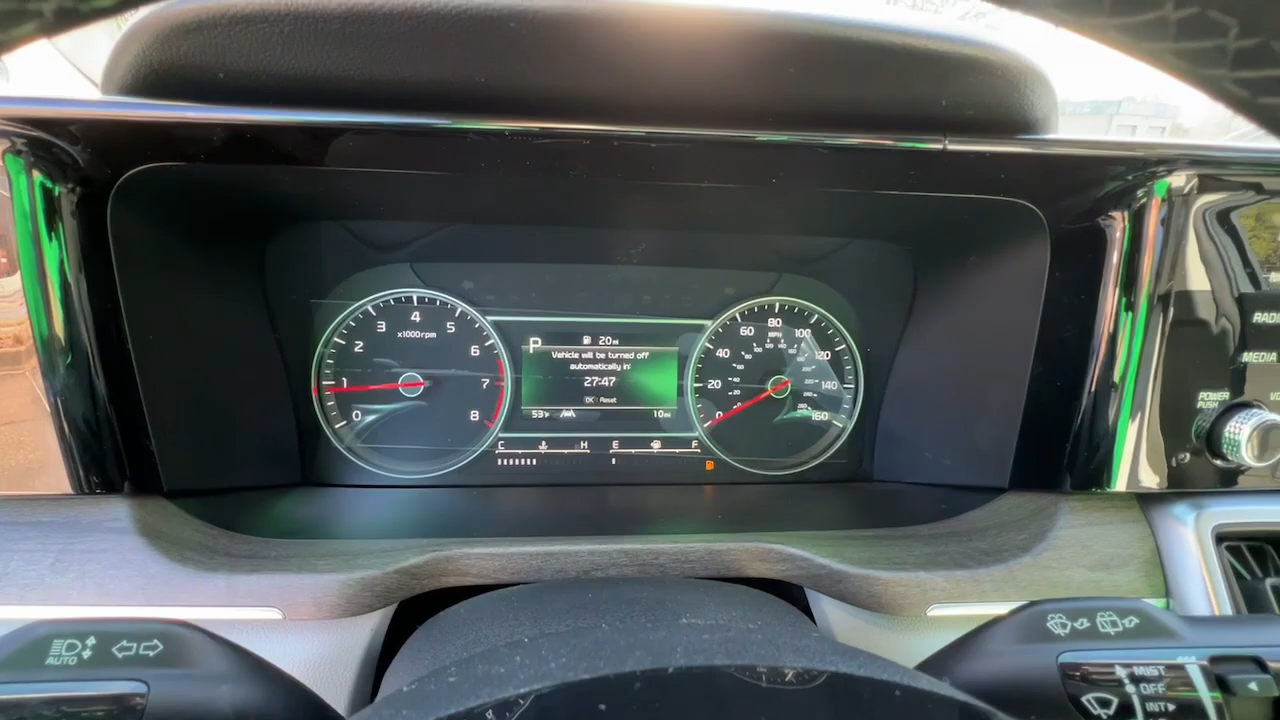 4
3
5
x1000rpm
2
6
1
7
0
8
P
20mi
Vehicle will be turned off
automatically in:
27:47
OK : Reset
53°F
10mi
C H E F
80
60
MPH
100
40
120
20
140
0
160
RADIO
MEDIA
POWER
PUSH
AUTO
MIST
OFF
INT